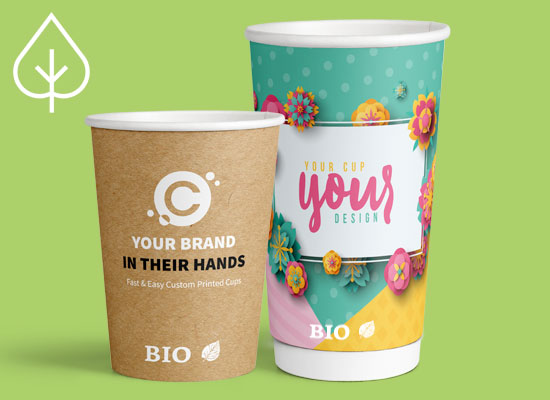 C
YOUR BRAND
IN THEIR HANDS
Fast & Easy Custom Printed Cups
BIO
YOUR CUP
your
DESIGN
BIO